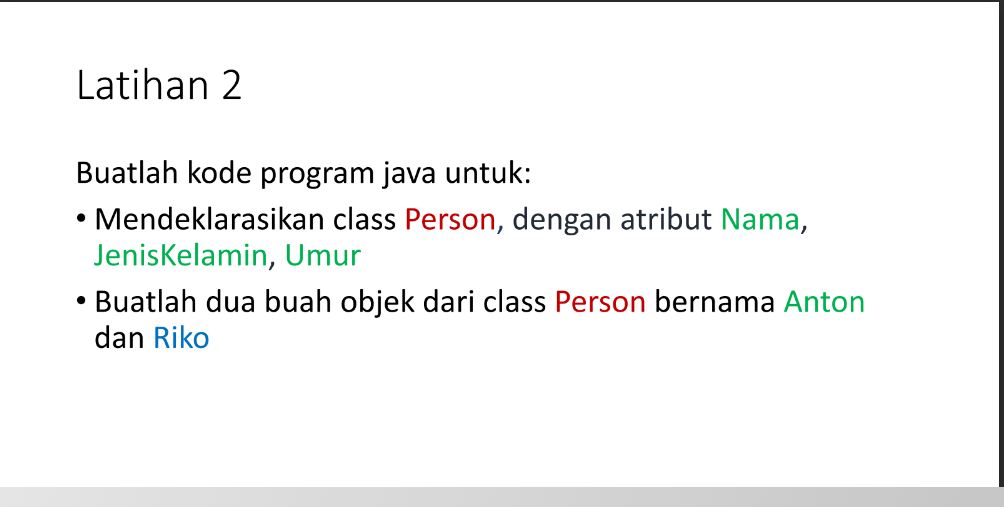 Latihan 2
Buatlah kode program java untuk:
• Mendeklarasikan class Person, dengan atribut Nama,
JenisKelamin, Umur
• Buatlah dua buah objek dari class Person bernama Anton
dan Riko